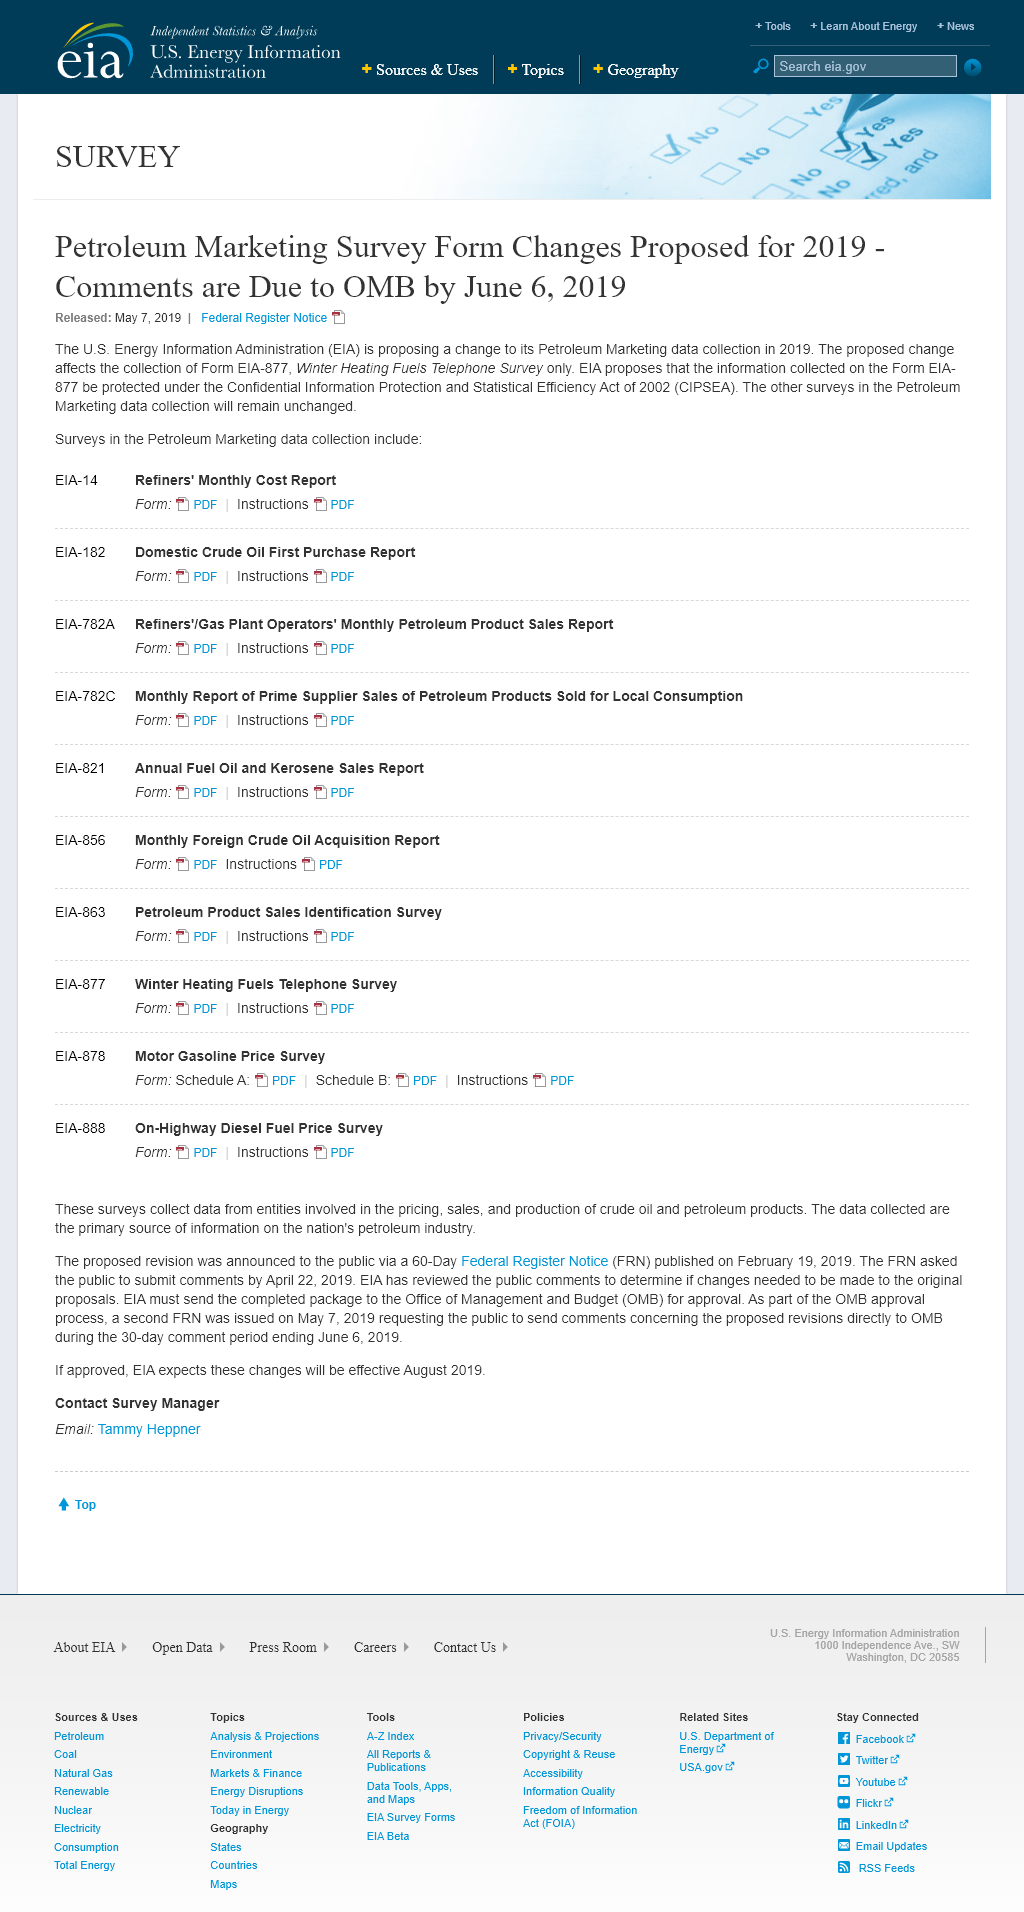 Independent Statistics & Analysis
U.S. Energy Information
Administration
eia
+ Sources & Uses
+ Topics
+ Geography
+ Tools
+ Learn About Energy
+ News
Search eia.gov
No
Yes
No
Yes
No
Yes
No
rred, and
SURVEY
Petroleum Marketing Survey Form Changes Proposed for 2019 -
Comments are Due to OMB by June 6, 2019
Released: May 7, 2019 | Federal Register Notice
The U.S. Energy Information Administration (EIA) is proposing a change to its Petroleum Marketing data collection in 2019. The proposed change
affects the collection of Form EIA-877, Winter Heating Fuels Telephone Survey only. EIA proposes that the information collected on the Form EIA-
877 be protected under the Confidential Information Protection and Statistical Efficiency Act of 2002 (CIPSEA). The other surveys in the Petroleum
Marketing data collection will remain unchanged.
Surveys in the Petroleum Marketing data collection include:
EIA-14 Refiners' Monthly Cost Report
Form: PDF | Instructions PDF
EIA-182 Domestic Crude Oil First Purchase Report
Form: PDF | Instructions PDF
EIA-782A Refiners'/Gas Plant Operators' Monthly Petroleum Product Sales Report
Form: PDF | Instructions PDF
EIA-782C Monthly Report of Prime Supplier Sales of Petroleum Products Sold for Local Consumption
Form: PDF | Instructions PDF
EIA-821 Annual Fuel Oil and Kerosene Sales Report
Form: PDF | Instructions PDF
EIA-856 Monthly Foreign Crude Oil Acquisition Report
Form: PDF Instructions PDF
EIA-863 Petroleum Product Sales Identification Survey
Form: PDF | Instructions PDF
EIA-877 Winter Heating Fuels Telephone Survey
Form: PDF | Instructions PDF
EIA-878 Motor Gasoline Price Survey
Form: Schedule A: PDF | Schedule B: PDF | Instructions PDF
EIA-888 On-Highway Diesel Fuel Price Survey
Form: PDF | Instructions PDF
These surveys collect data from entities involved in the pricing, sales, and production of crude oil and petroleum products. The data collected are
the primary source of information on the nation's petroleum industry.
The proposed revision was announced to the public via a 60-Day Federal Register Notice (FRN) published on February 19, 2019. The FRN asked
the public to submit comments by April 22, 2019. EIA has reviewed the public comments to determine if changes needed to be made to the original
proposals. EIA must send the completed package to the Office of Management and Budget (OMB) for approval. As part of the OMB approval
process, a second FRN was issued on May 7, 2019 requesting the public to send comments concerning the proposed revisions directly to OMB
during the 30-day comment period ending June 6, 2019.
If approved, EIA expects these changes will be effective August 2019.
Contact Survey Manager
Email: Tammy Heppner
Top
About EIA
Open Data
Press Room
Careers
Contact Us
U.S. Energy Information Administration
1000 Independence Ave., SW
Washington, DC 20585
Sources & Uses
Petroleum
Coal
Natural Gas
Renewable
Nuclear
Electricity
Consumption
Total Energy
Topics
Analysis & Projections
Environment
Markets & Finance
Energy Disruptions
Today in Energy
Geography
States
Countries
Maps
Tools
A-Z Index
All Reports &
Publications
Data Tools, Apps,
and Maps
EIA Survey Forms
EIA Beta
Policies
Privacy/Security
Copyright & Reuse
Accessibility
Information Quality
Freedom of Information
Act (FOIA)
Related Sites
U.S. Department of
Energy
USA.gov
Stay Connected
Facebook
Twitter
Youtube
Flickr
LinkedIn
Email Updates
RSS Feeds